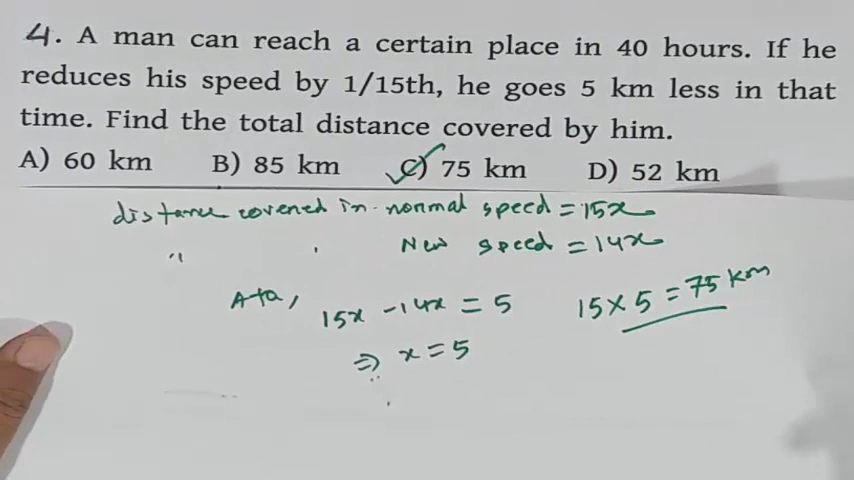 4. A man can reach a certain place in 40 hours. If he
reduces his speed by 1/15th, he goes 5 km less in that
time. Find the total distance covered by him.
A) 60 km B) 85 km C) 75 km D) 52 km
distance covered in normal speed = 15x
" " New speed = 14x
Ata, 15x - 14x = 5 15 × 5 = 75 km
⇒ x = 5